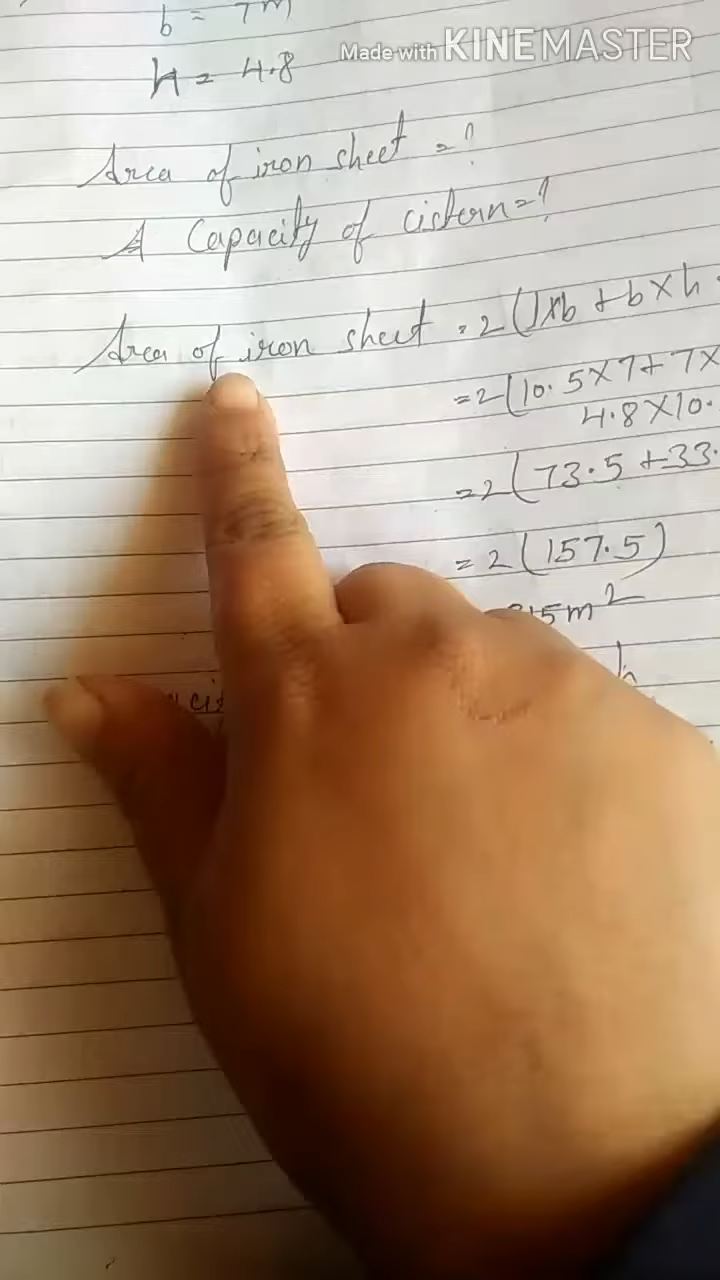 b = 7m
Made with KINEMASTER
h = 4.8
Area of iron sheet = ?
Capacity of cistern = ?
Area of iron sheet = 2(l×b + b×h
= 2(10.5×7+7×
4.8×10.
= 2(73.5+33.
= 2(157.5)
15m²
h